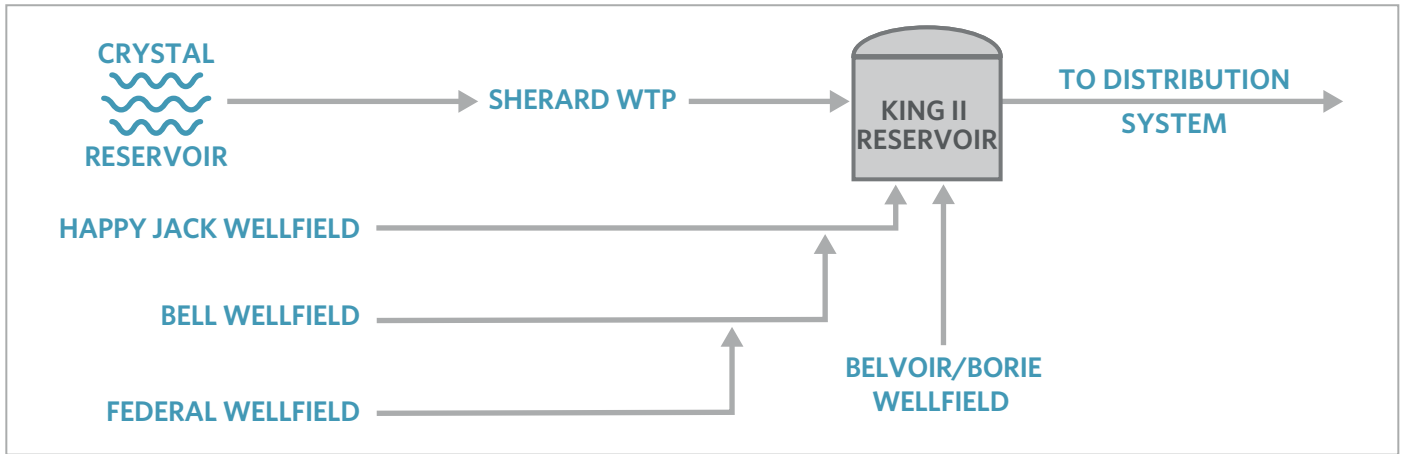 CRYSTAL
RESERVOIR
SHERARD WTP
KING II
RESERVOIR
TO DISTRIBUTION
SYSTEM
HAPPY JACK WELLFIELD
BELL WELLFIELD
FEDERAL WELLFIELD
BELVOIR/BORIE
WELLFIELD